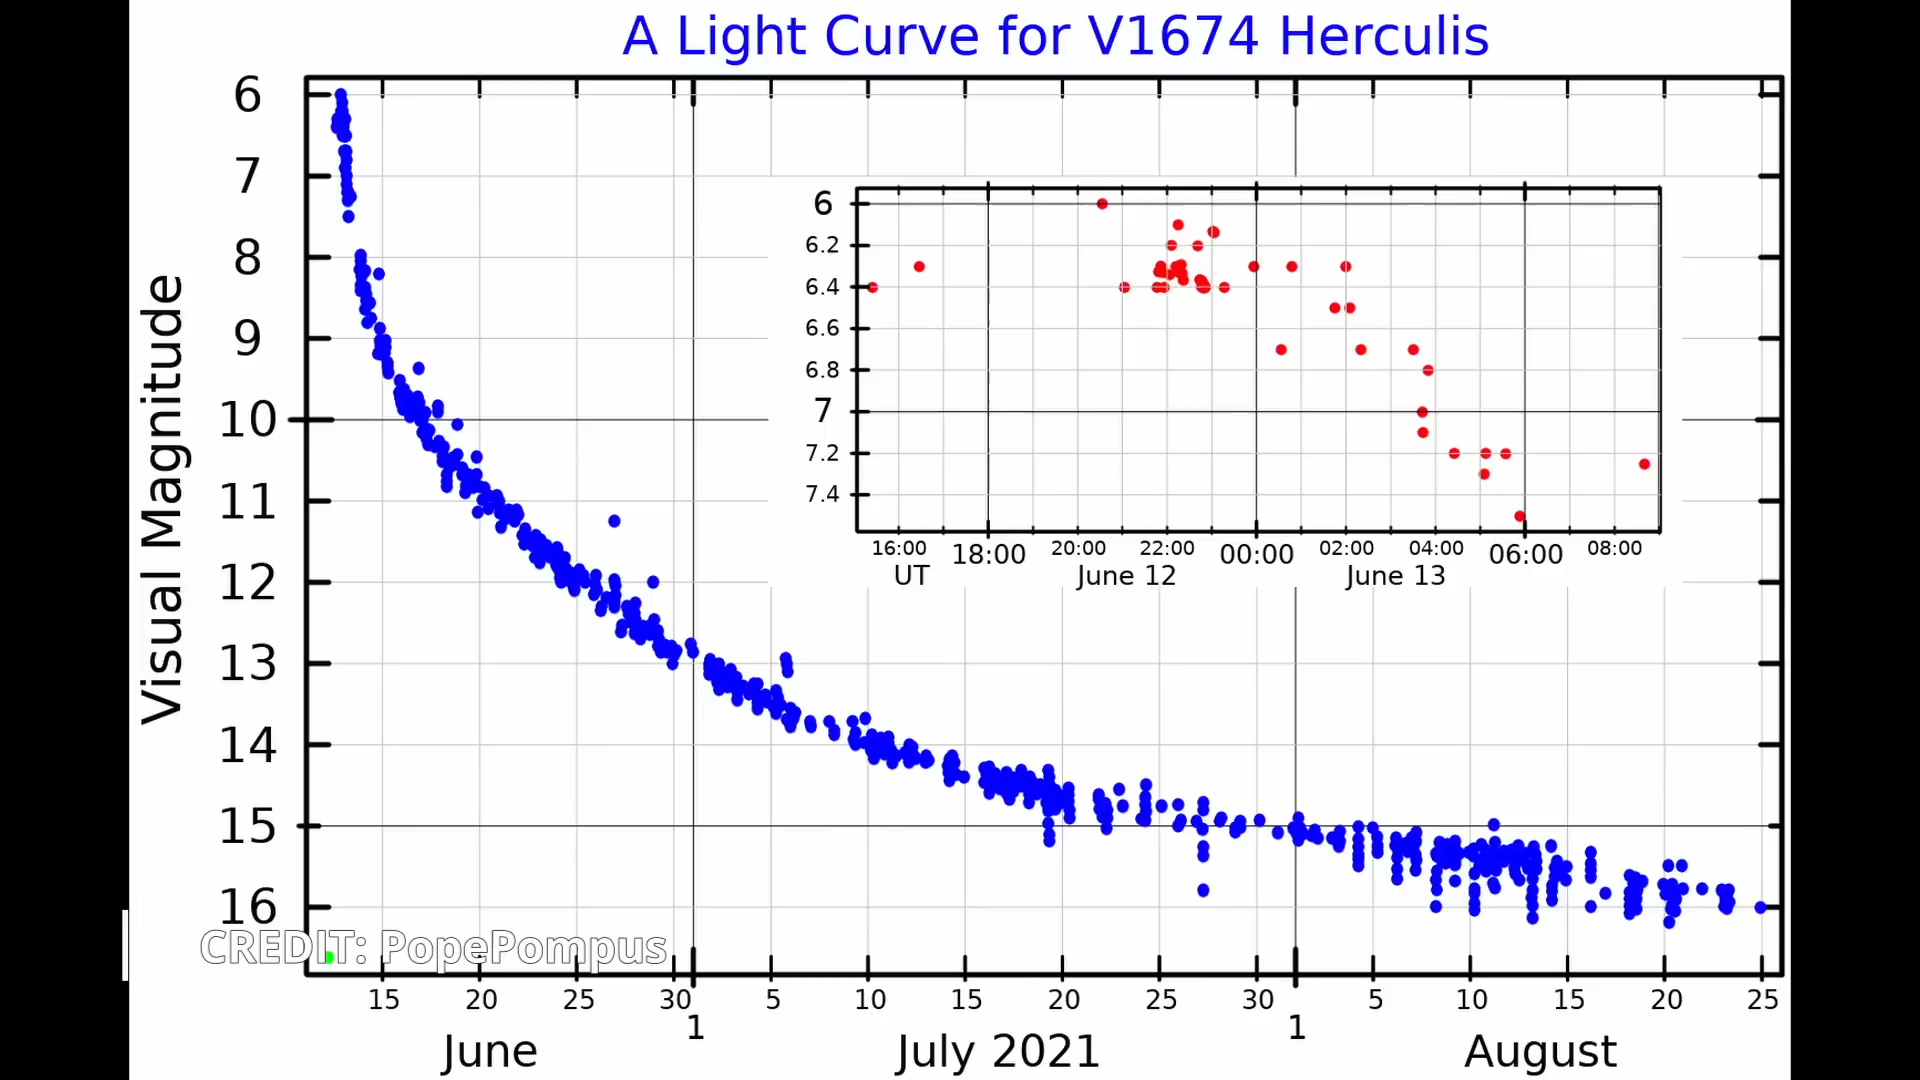 A Light Curve for V1674 Herculis
Visual Magnitude
6
7
8
9
10
11
12
13
14
15
16
6
6.2
6.4
6.6
6.8
7
7.2
7.4
16:00 18:00 20:00 22:00 00:00 02:00 04:00 06:00 08:00
UT June 12 June 13
CREDIT: PopePompus
15 20 25 30 5 10 15 20 25 30 5 10 15 20 25
1 1
June July 2021 August